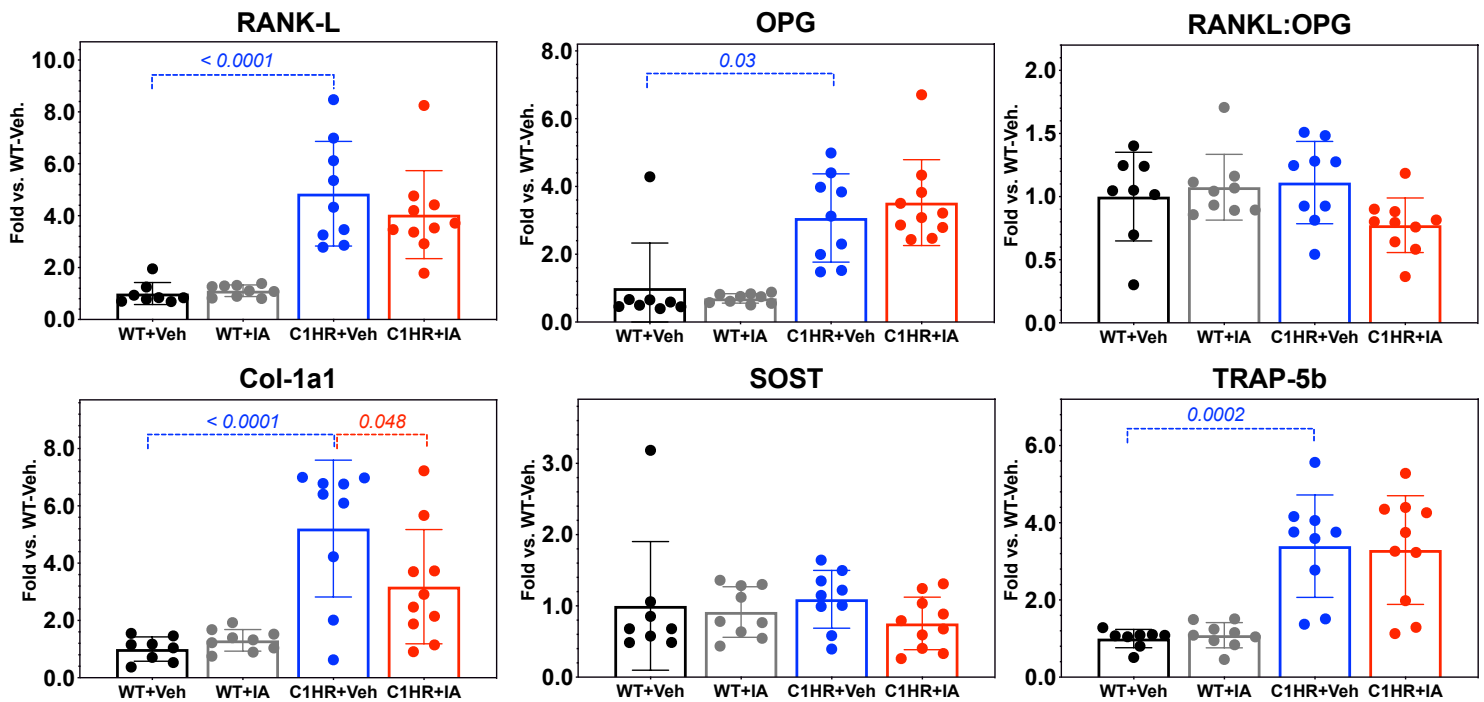 RANK-L
Fold vs. WT-Veh.
10.0
8.0
6.0
4.0
2.0
0.0
< 0.0001
WT+Veh WT+IA C1HR+Veh C1HR+IA
OPG
Fold vs. WT-Veh.
8.0
6.0
4.0
2.0
0.0
0.03
WT+Veh WT+IA C1HR+Veh C1HR+IA
RANKL:OPG
Fold vs. WT-Veh.
2.0
1.5
1.0
0.5
0.0
WT+Veh WT+IA C1HR+Veh C1HR+IA
Col-1a1
Fold vs. WT-Veh.
8.0
6.0
4.0
2.0
0.0
< 0.0001 0.048
WT+Veh WT+IA C1HR+Veh C1HR+IA
SOST
Fold vs. WT-Veh.
3.0
2.0
1.0
0.0
WT+Veh WT+IA C1HR+Veh C1HR+IA
TRAP-5b
Fold vs. WT-Veh.
6.0
4.0
2.0
0.0
0.0002
WT+Veh WT+IA C1HR+Veh C1HR+IA